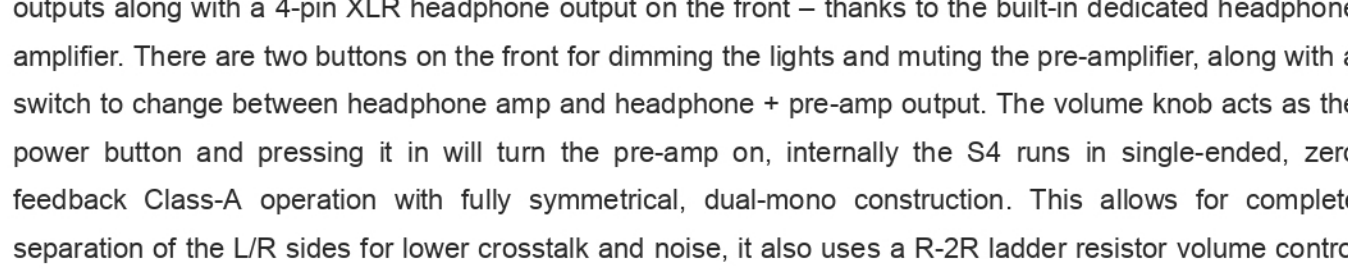 outputs along with a 4-pin XLR headphone output on the front – thanks to the built-in dedicated headphone
amplifier. There are two buttons on the front for dimming the lights and muting the pre-amplifier, along with a
switch to change between headphone amp and headphone + pre-amp output. The volume knob acts as the
power button and pressing it in will turn the pre-amp on, internally the S4 runs in single-ended, zero
feedback Class-A operation with fully symmetrical, dual-mono construction. This allows for complete
separation of the L/R sides for lower crosstalk and noise, it also uses a R-2R ladder resistor volume contro